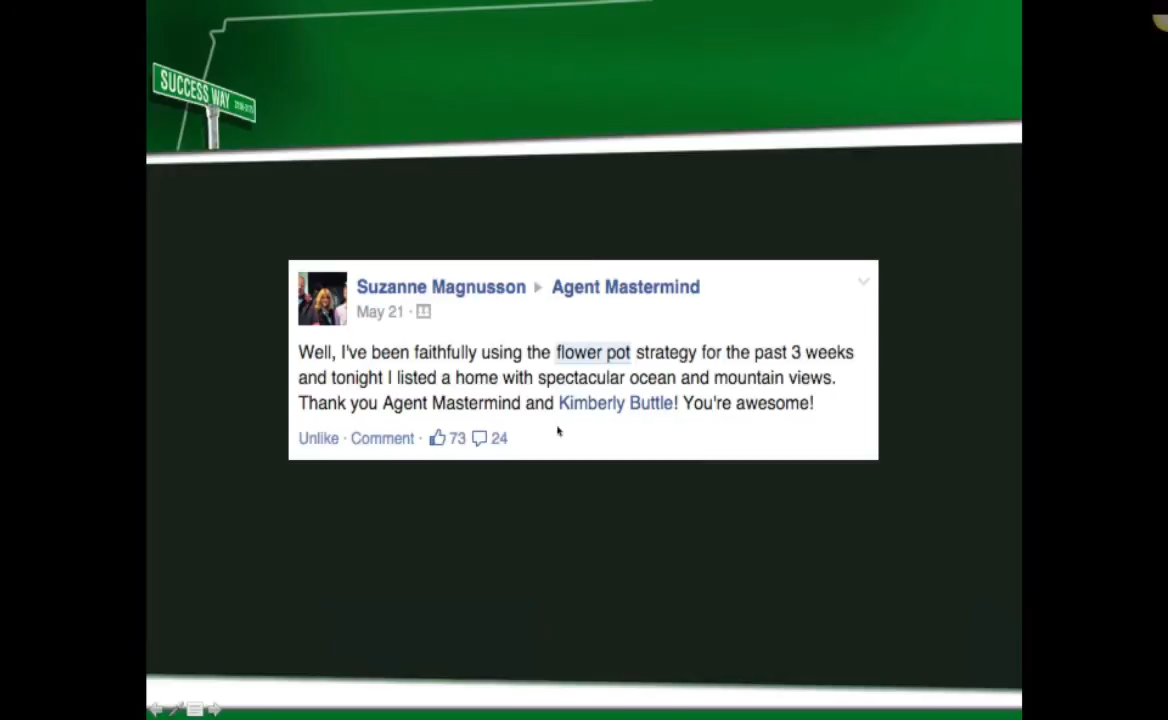 SUCCESS WAY
Suzanne Magnusson Agent Mastermind
May 21 ·
Well, I've been faithfully using the flower pot strategy for the past 3 weeks
and tonight I listed a home with spectacular ocean and mountain views.
Thank you Agent Mastermind and Kimberly Buttle! You're awesome!
Unlike · Comment · 73 24